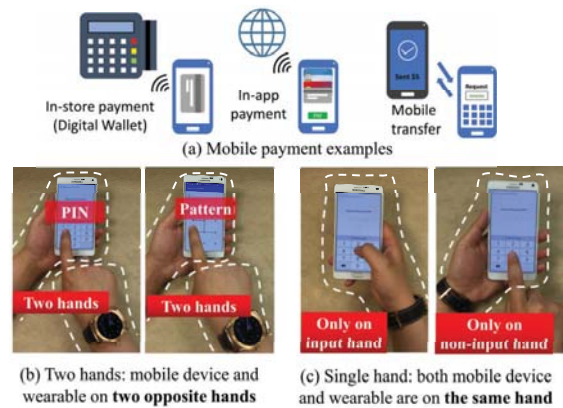 In-store payment
(Digital Wallet)
In-app
payment
Sent $$
Request
Mobile
transfer
(a) Mobile payment examples
PIN
Pattern
Two hands
Two hands
Only on
input hand
Only on
non-input hand
(b) Two hands: mobile device and
wearable on two opposite hands
(c) Single hand: both mobile device
and wearable are on the same hand